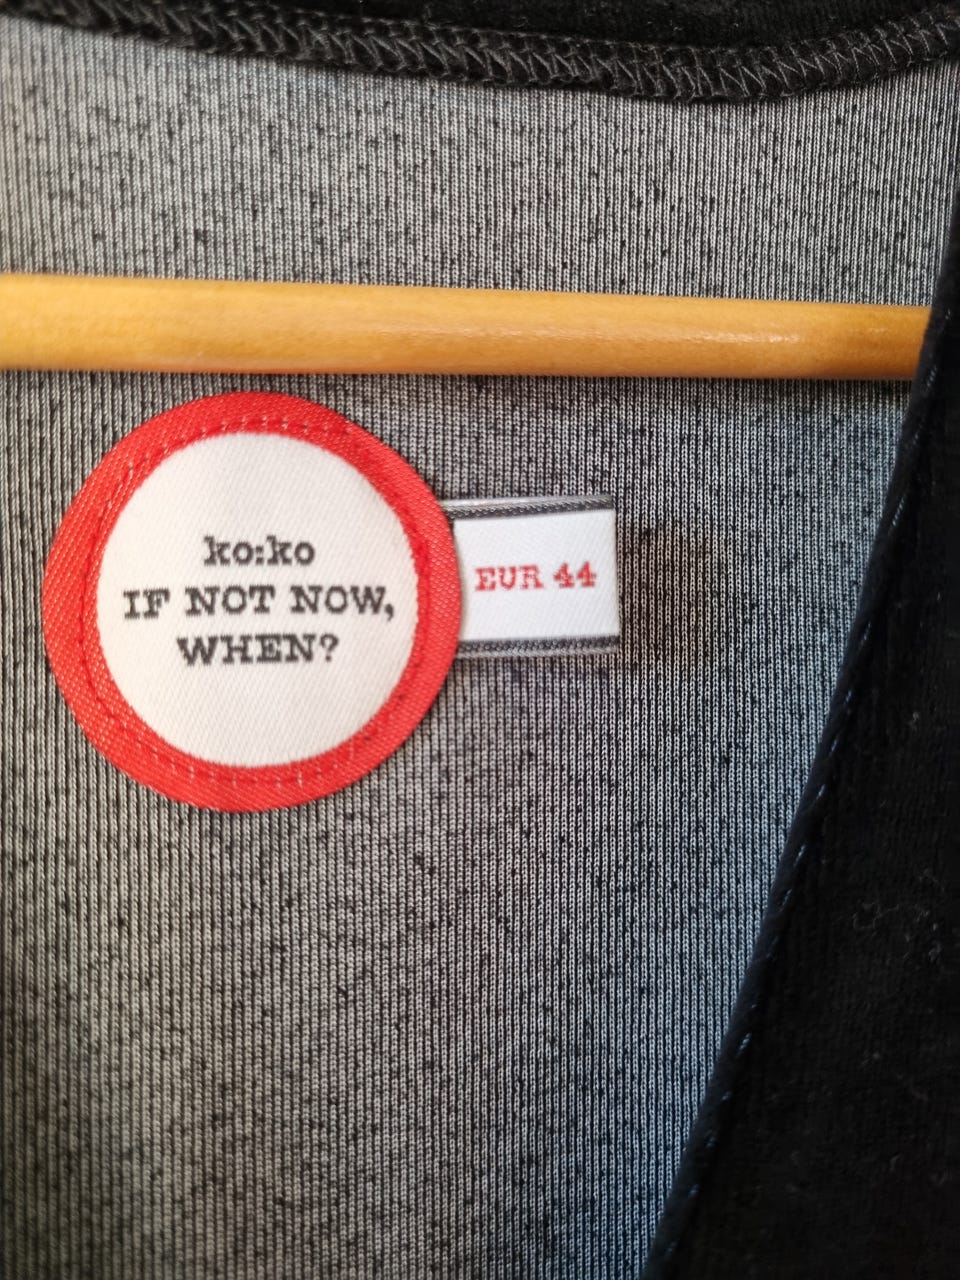 ko:ko
IF NOT NOW,
WHEN?
EUR 44